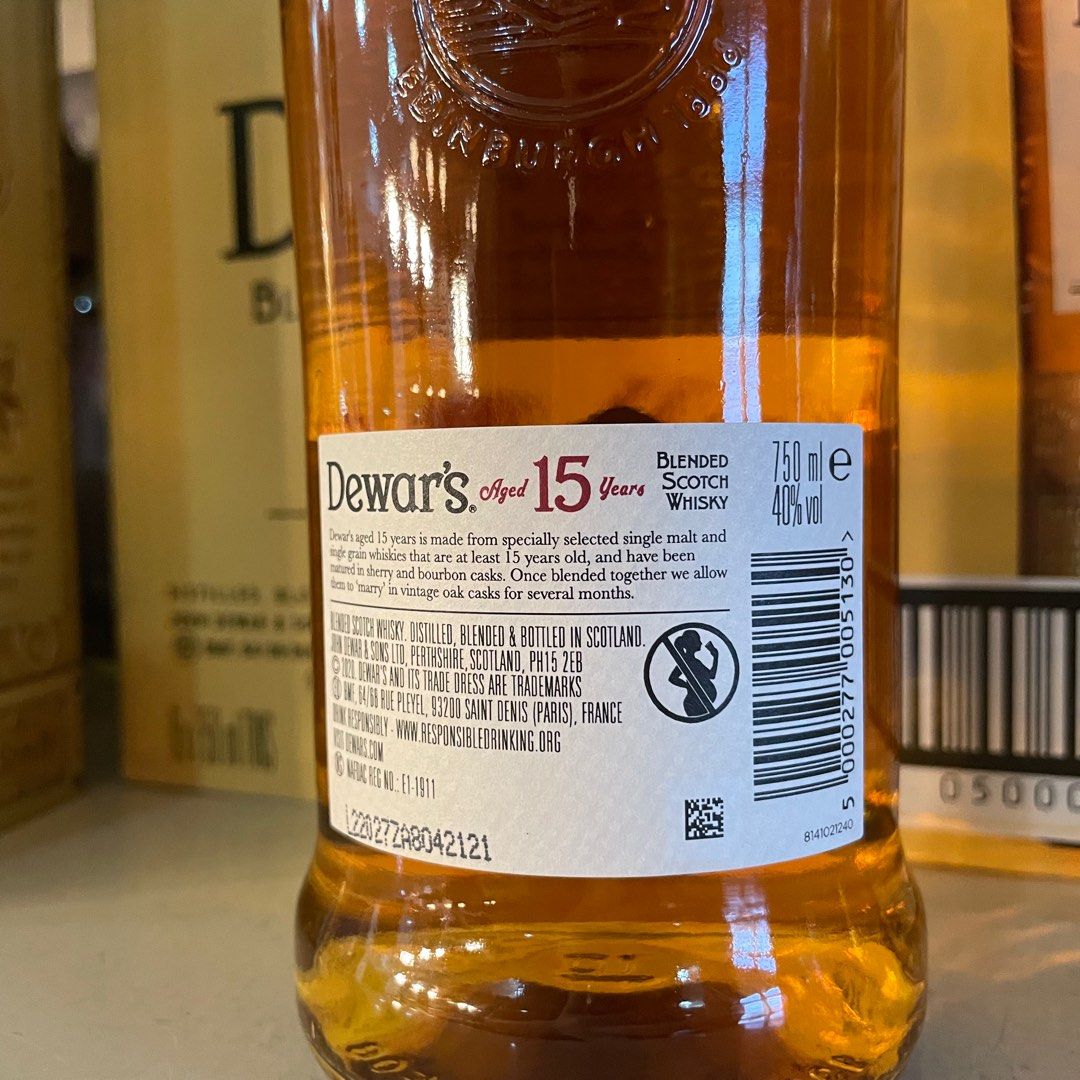 EDINBURGH 1886
Dewar's® Aged 15 Years
BLENDED
SCOTCH
WHISKY
750 ml e
40% vol
Dewar's aged 15 years is made from specially selected single malt and
single grain whiskies that are at least 15 years old, and have been
matured in sherry and bourbon casks. Once blended together we allow
them to 'marry' in vintage oak casks for several months.
BLENDED SCOTCH WHISKY. DISTILLED, BLENDED & BOTTLED IN SCOTLAND.
JOHN DEWAR & SONS LTD, PERTHSHIRE, SCOTLAND, PH15 2EB
© 2020. DEWAR'S AND ITS TRADE DRESS ARE TRADEMARKS
BMF, 64/68 RUE PLEYEL, 93200 SAINT DENIS (PARIS), FRANCE
DRINK RESPONSIBLY - WWW.RESPONSIBLEDRINKING.ORG
VISIT DEWARS.COM
NAFDAC REG NO.: E1-1911
L22027ZA8042121
5 000277 005130 >
8141021240
D
BL
05000